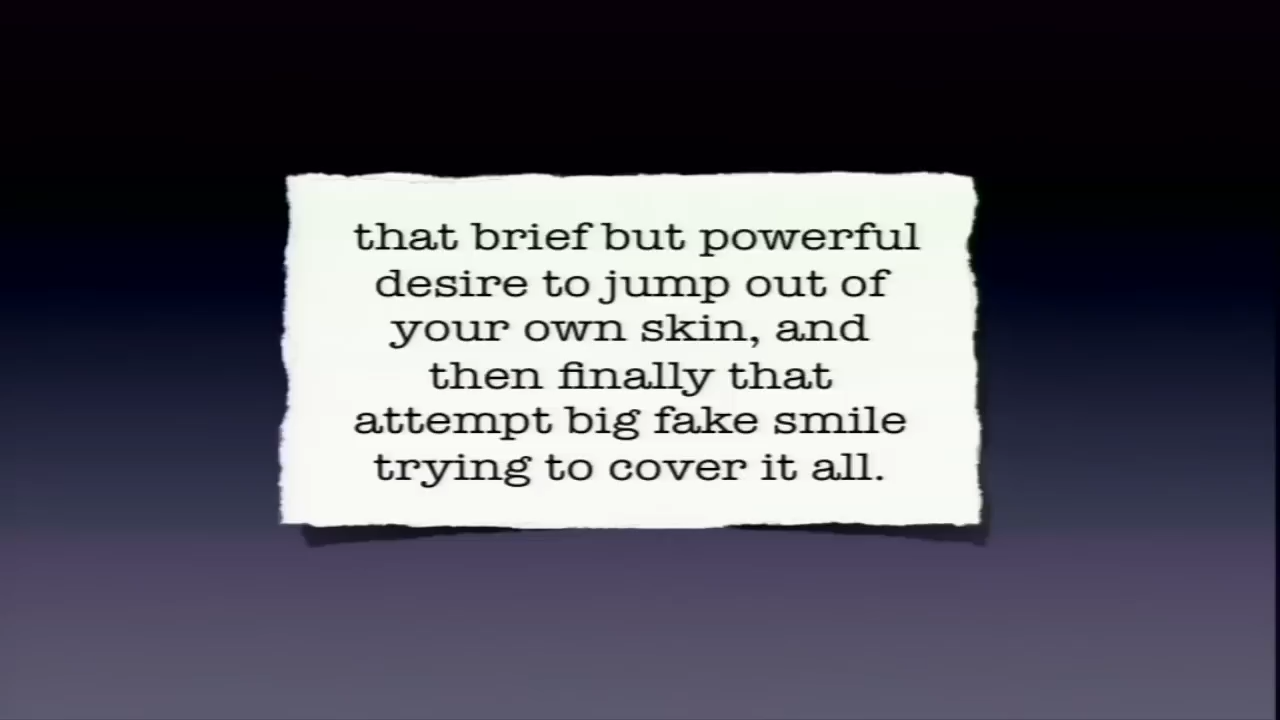 that brief but powerful
desire to jump out of
your own skin, and
then finally that
attempt big fake smile
trying to cover it all.